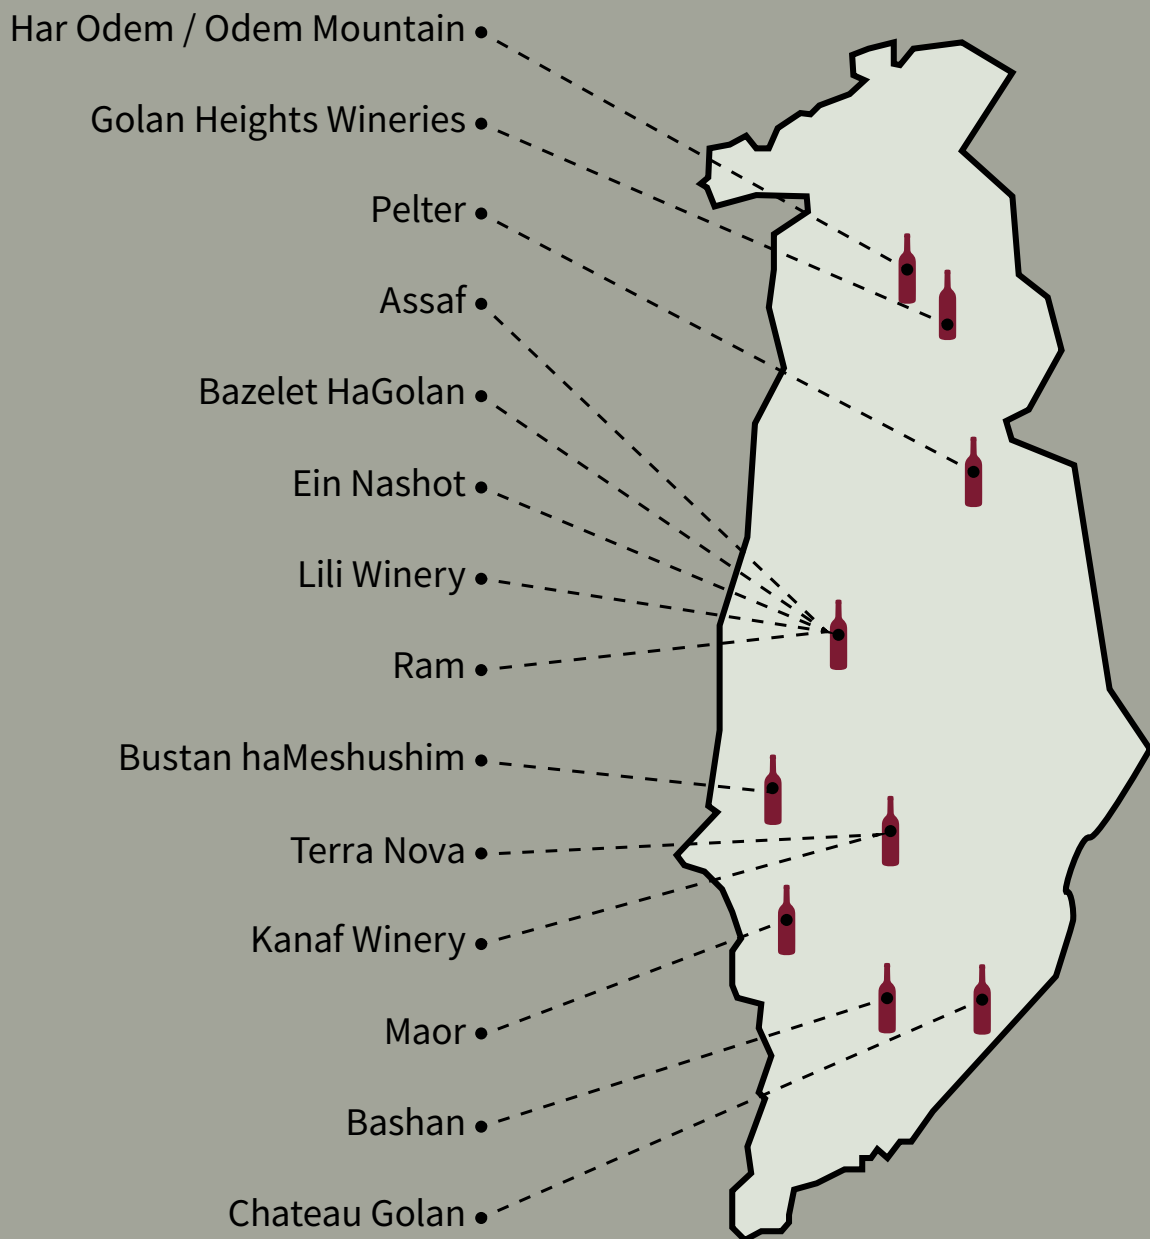 Har Odem / Odem Mountain
Golan Heights Wineries
Pelter
Assaf
Bazelet HaGolan
Ein Nashot
Lili Winery
Ram
Bustan haMeshushim
Terra Nova
Kanaf Winery
Maor
Bashan
Chateau Golan